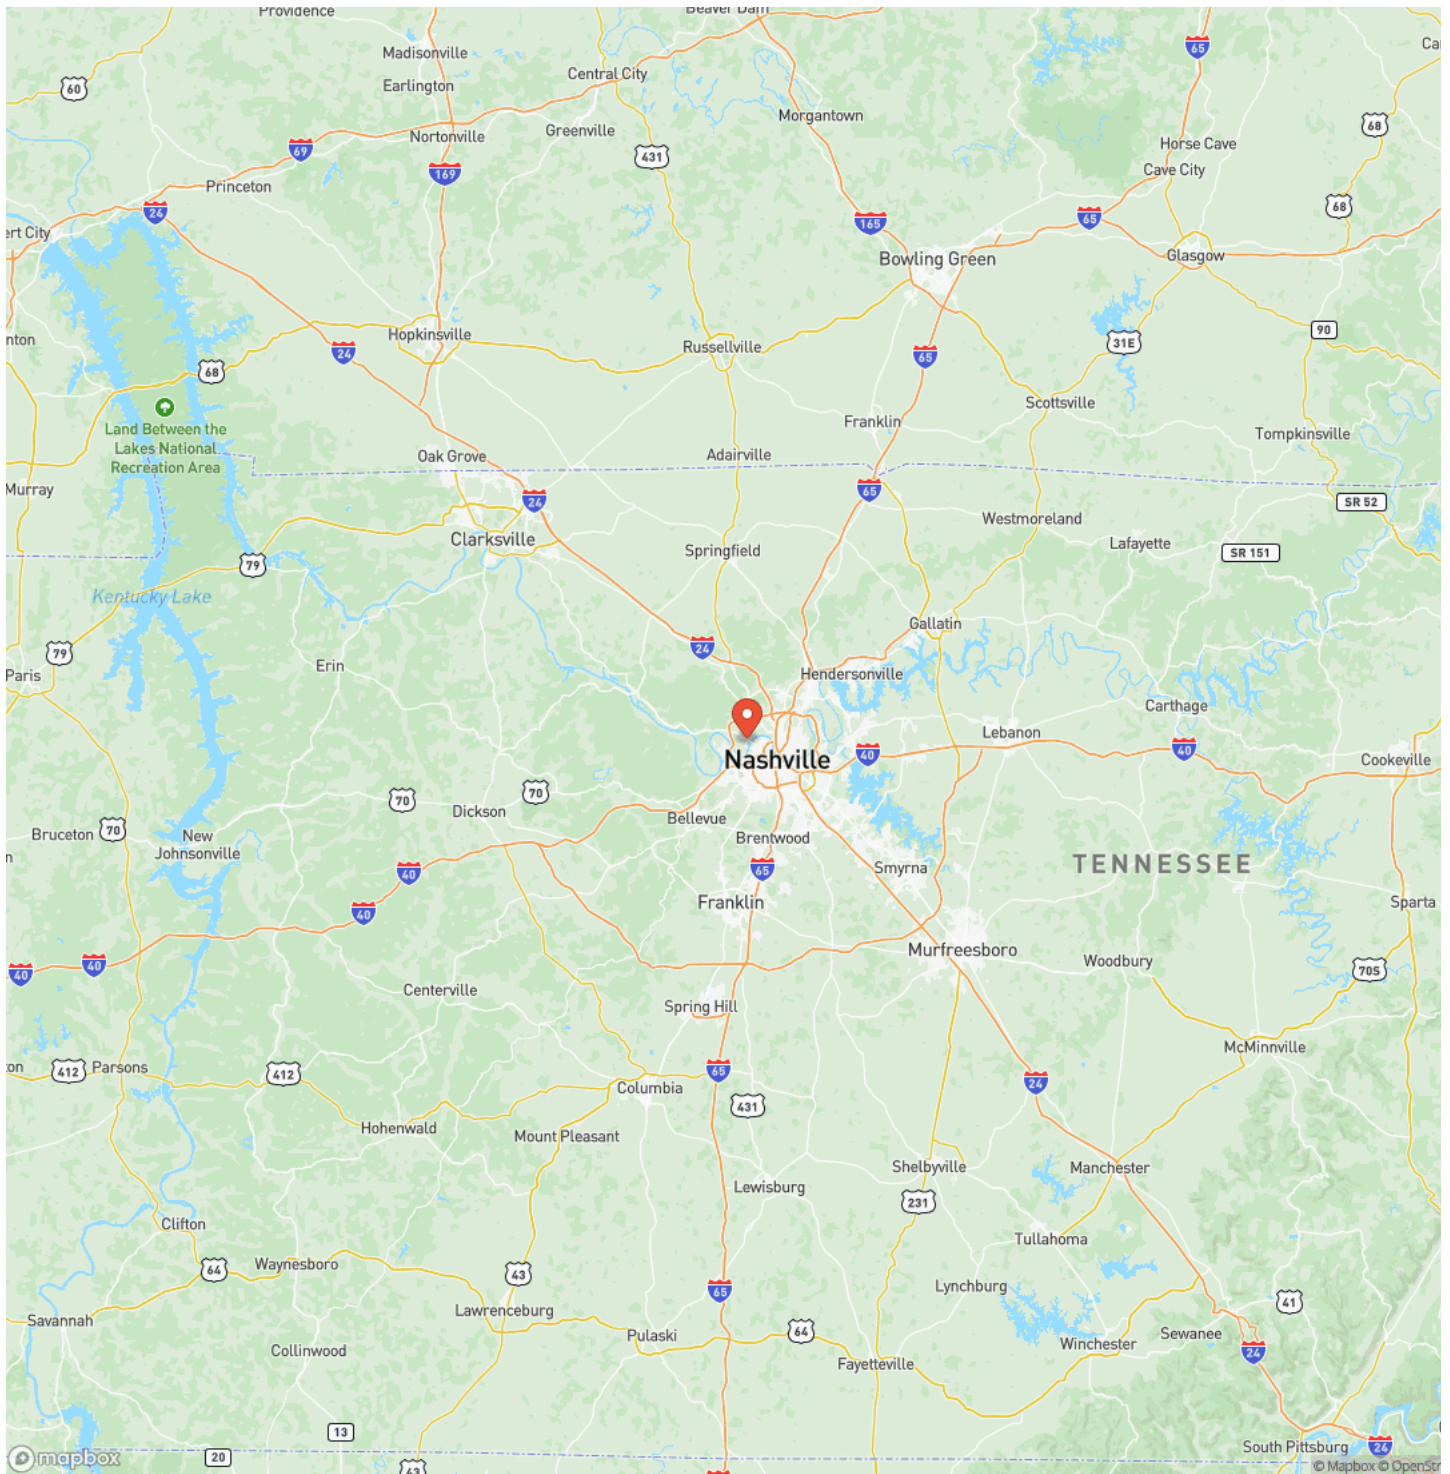 Providence
Beaver Dam
Madisonville
65
Central City
60
Earlington
Morgantown
68
Nortonville
Greenville
Horse Cave
69
431
169
Cave City
Princeton
24
68
165
65
ert City
Bowling Green
Glasgow
Hopkinsville
90
nton
Russellville
31E
24
65
68
Scottsville
Franklin
Land Between the
Lakes National
Recreation Area
Tompkinsville
Oak Grove
Adairville
Murray
65
24
SR 52
Westmoreland
Clarksville
Lafayette
Springfield
SR 151
79
Kentucky Lake
Gallatin
24
79
Erin
Paris
Hendersonville
Carthage
Lebanon
40
40
Nashville
Cookeville
70
70
Dickson
Bellevue
70
Bruceton
New
Johnsonville
Brentwood
n
TENNESSEE
40
65
Smyrna
Franklin
Sparta
40
Murfreesboro
Woodbury
40
40
70S
Centerville
Spring Hill
McMinnville
ton
412
Parsons
412
65
24
Columbia
431
Hohenwald
Mount Pleasant
Shelbyville
Manchester
Lewisburg
231
Clifton
Tullahoma
Waynesboro
64
43
Lynchburg
65
41
Lawrenceburg
Savannah
Pulaski
64
Sewanee
Winchester
Collinwood
24
Fayetteville
13
South Pittsburg
24
mapbox
20
43
65
© Mapbox © OpenStr